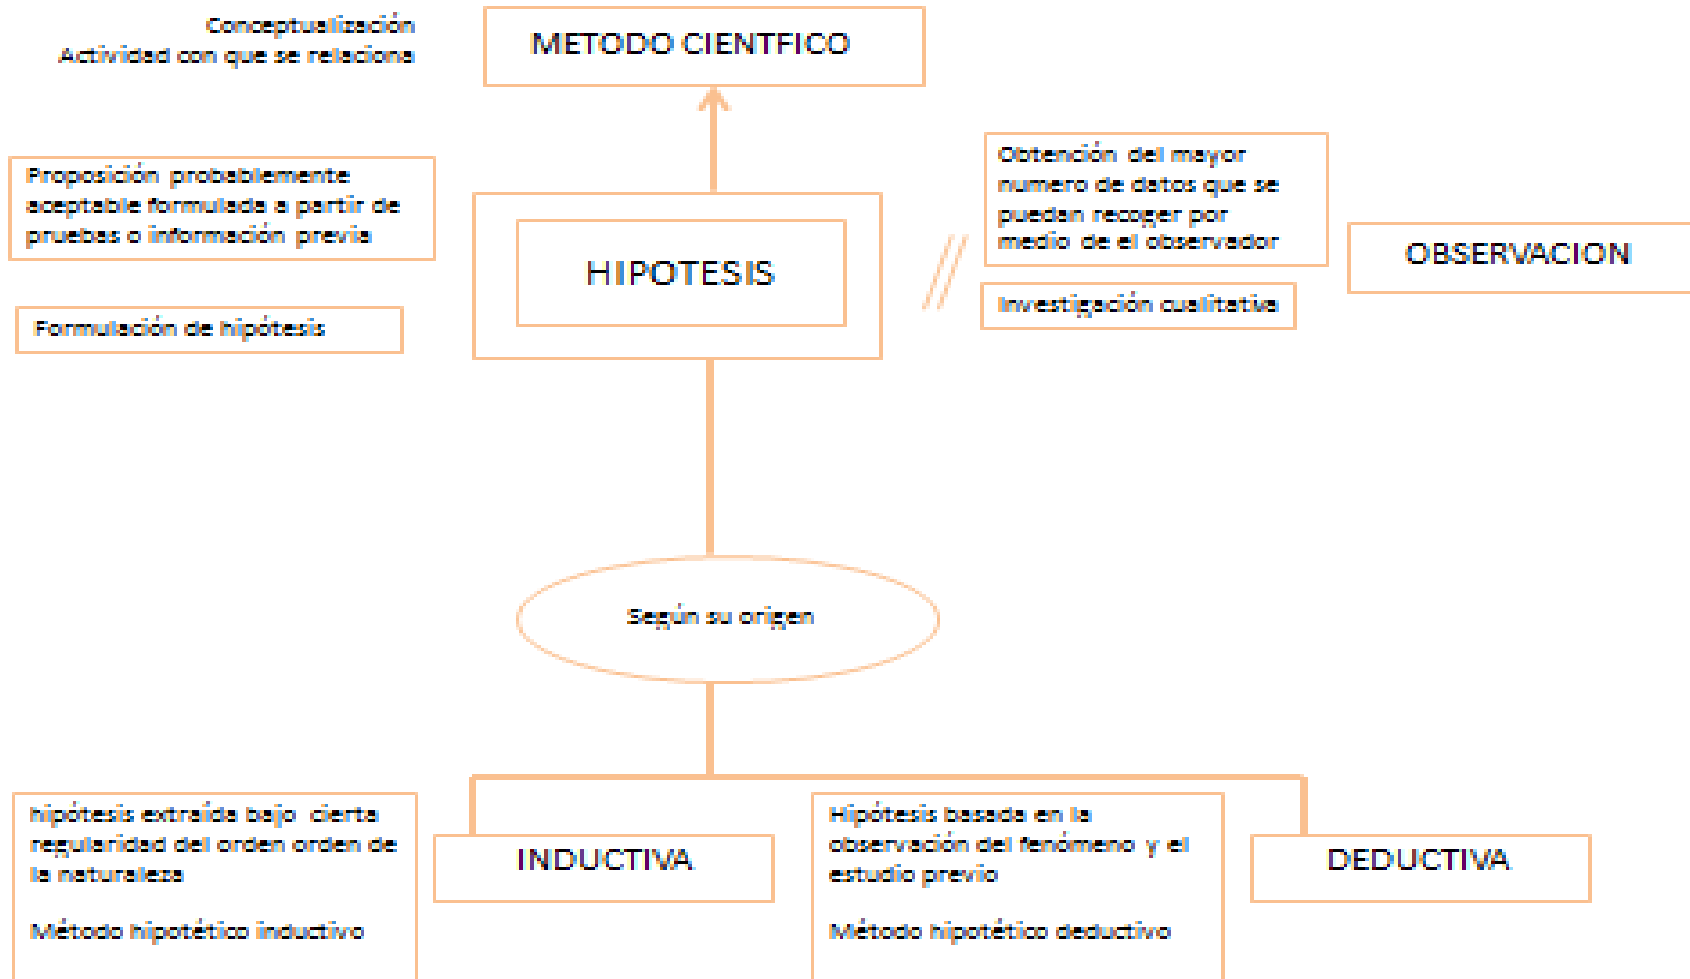 Conceptualización
Actividad con que se relaciona
METODO CIENTFICO
Proposición probablemente
aceptable formulada a partir de
pruebas o información previa
Formulación de hipótesis
HIPOTESIS
Obtención del mayor
numero de datos que se
puedan recoger por
medio de el observador
Investigación cualitativa
OBSERVACION
Según su origen
hipótesis extraída bajo cierta
regularidad del orden orden de
la naturaleza
Método hipotético inductivo
INDUCTIVA
Hipótesis basada en la
observación del fenómeno y el
estudio previo
Método hipotético deductivo
DEDUCTIVA